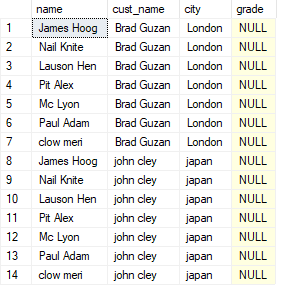 name cust_name city grade
1 James Hoog Brad Guzan London NULL
2 Nail Knite Brad Guzan London NULL
3 Lauson Hen Brad Guzan London NULL
4 Pit Alex Brad Guzan London NULL
5 Mc Lyon Brad Guzan London NULL
6 Paul Adam Brad Guzan London NULL
7 clow meri Brad Guzan London NULL
8 James Hoog john cley japan NULL
9 Nail Knite john cley japan NULL
10 Lauson Hen john cley japan NULL
11 Pit Alex john cley japan NULL
12 Mc Lyon john cley japan NULL
13 Paul Adam john cley japan NULL
14 clow meri john cley japan NULL